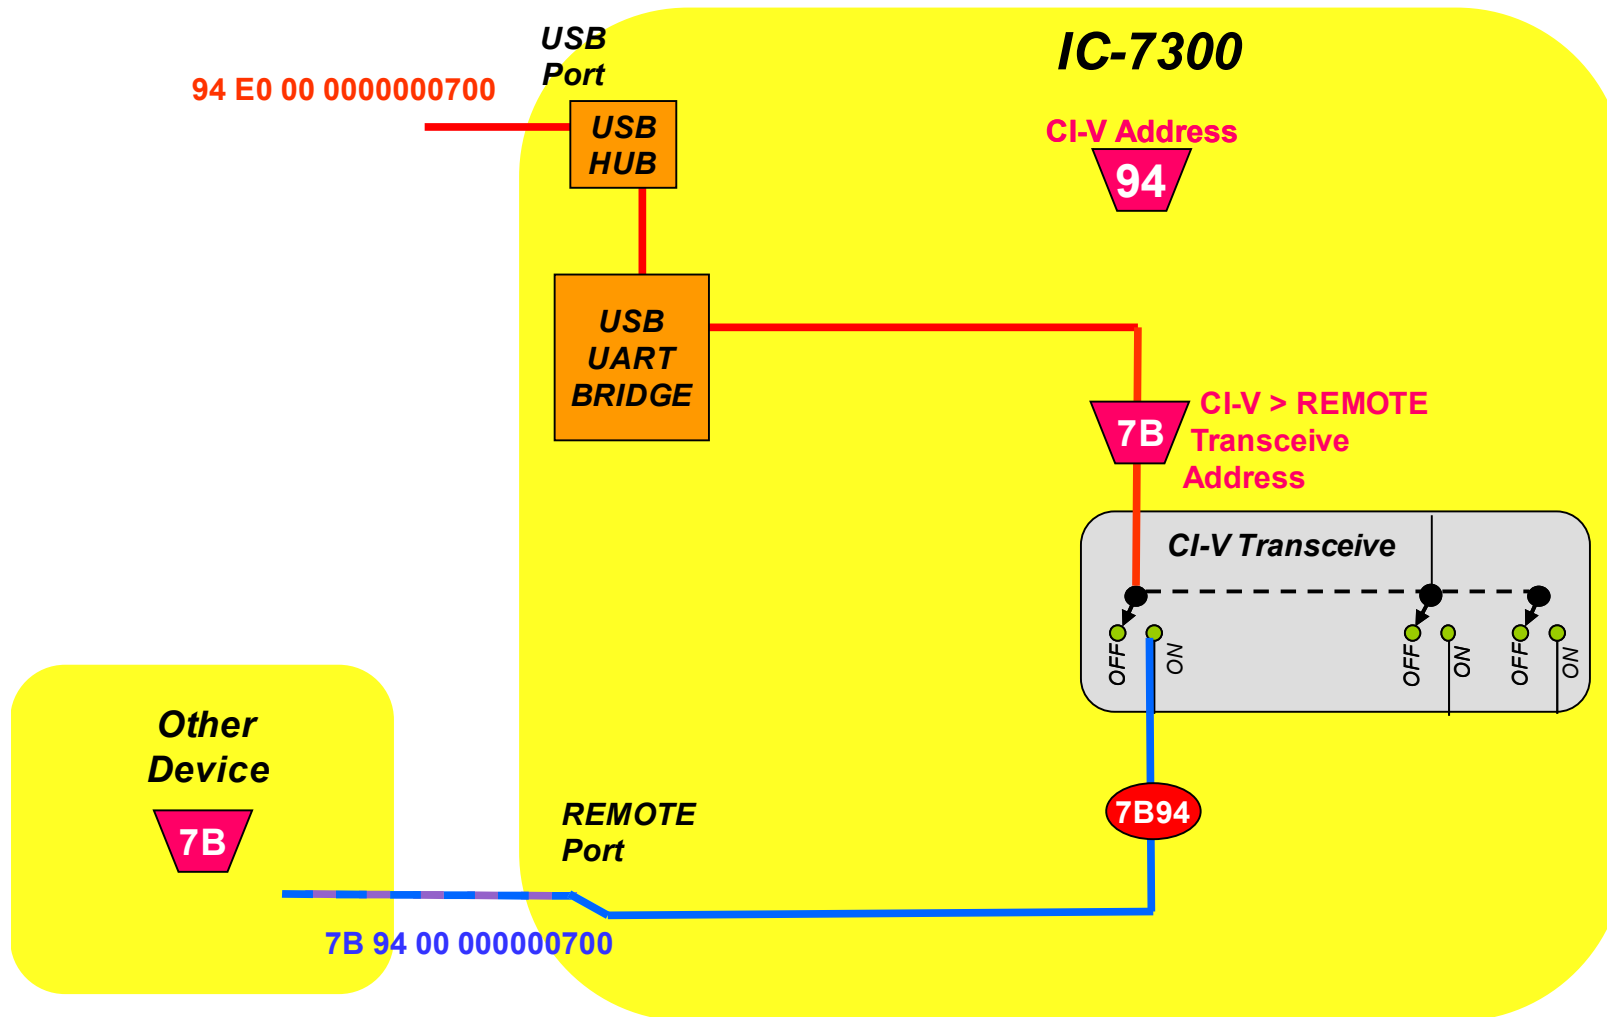 USB
Port
IC-7300
94 E0 00 0000000700
USB
HUB
CI-V Address
94
USB
UART
BRIDGE
CI-V > REMOTE
Transceive
Address
7B
CI-V Transceive
OFF
ON
OFF
ON
OFF
ON
Other
Device
7B
REMOTE
Port
7B94
7B 94 00 000000700